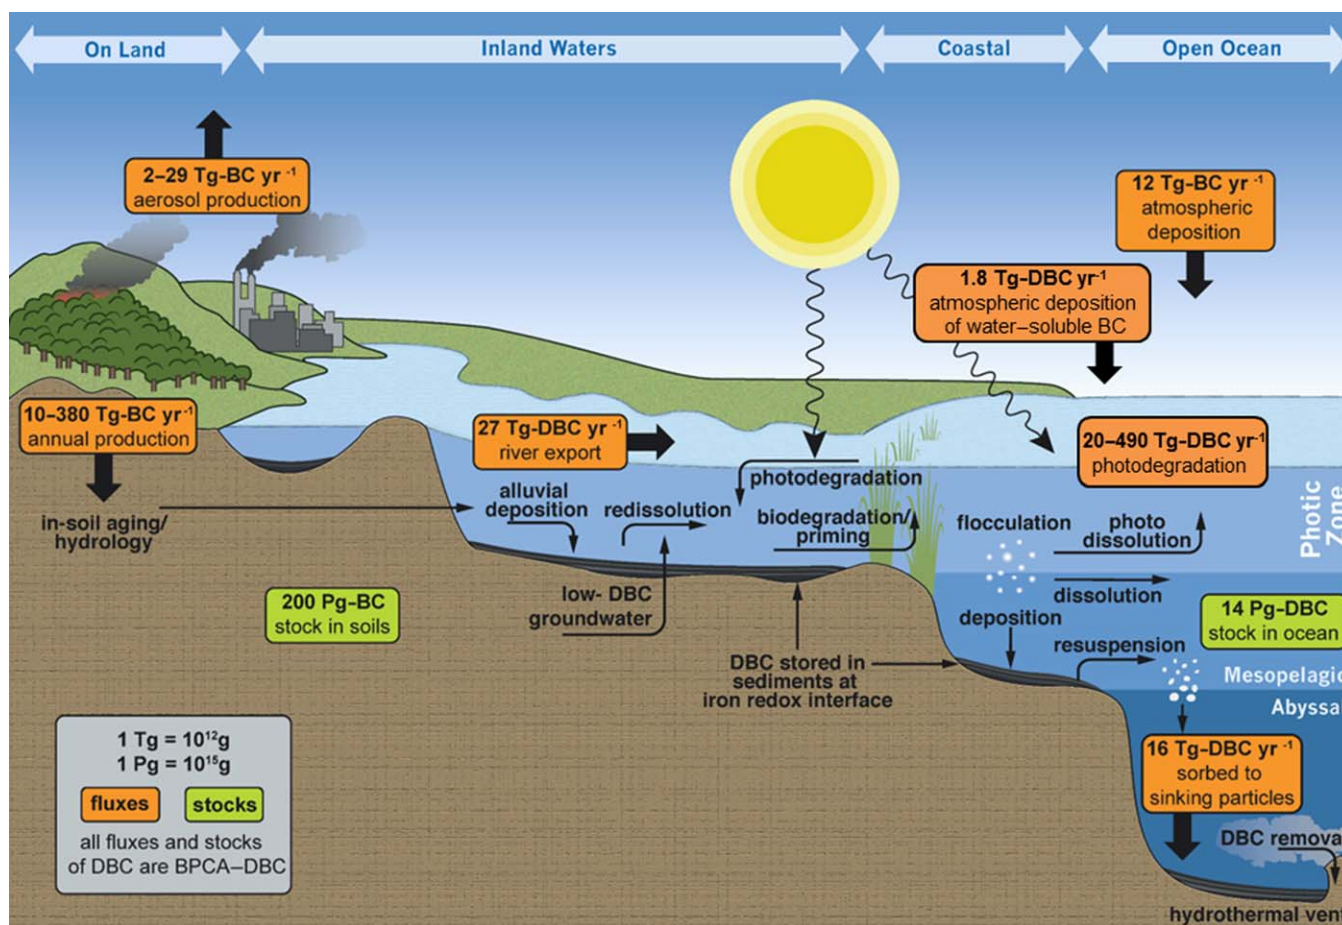 On Land
Inland Waters
Coastal
Open Ocean
2–29 Tg-BC yr -1
aerosol production
12 Tg-BC yr -1
atmospheric
deposition
1.8 Tg-DBC yr-1
atmospheric deposition
of water–soluble BC
10–380 Tg-BC yr-1
annual production
27 Tg-DBC yr -1
river export
20–490 Tg-DBC yr-1
photodegradation
photodegradation
in-soil aging/
hydrology
alluvial
deposition
redissolution
biodegradation/
priming
flocculation
photo
dissolution
Photic
Zone
low- DBC
groundwater
dissolution
200 Pg-BC
stock in soils
14 Pg-DBC
stock in ocean
deposition
resuspension
DBC stored in
sediments at
iron redox interface
Mesopelagic
Abyssal
16 Tg-DBC yr -1
sorbed to
sinking particles
1 Tg = 1012g
1 Pg = 1015g
fluxes
stocks
all fluxes and stocks
of DBC are BPCA–DBC
DBC removal
hydrothermal vent